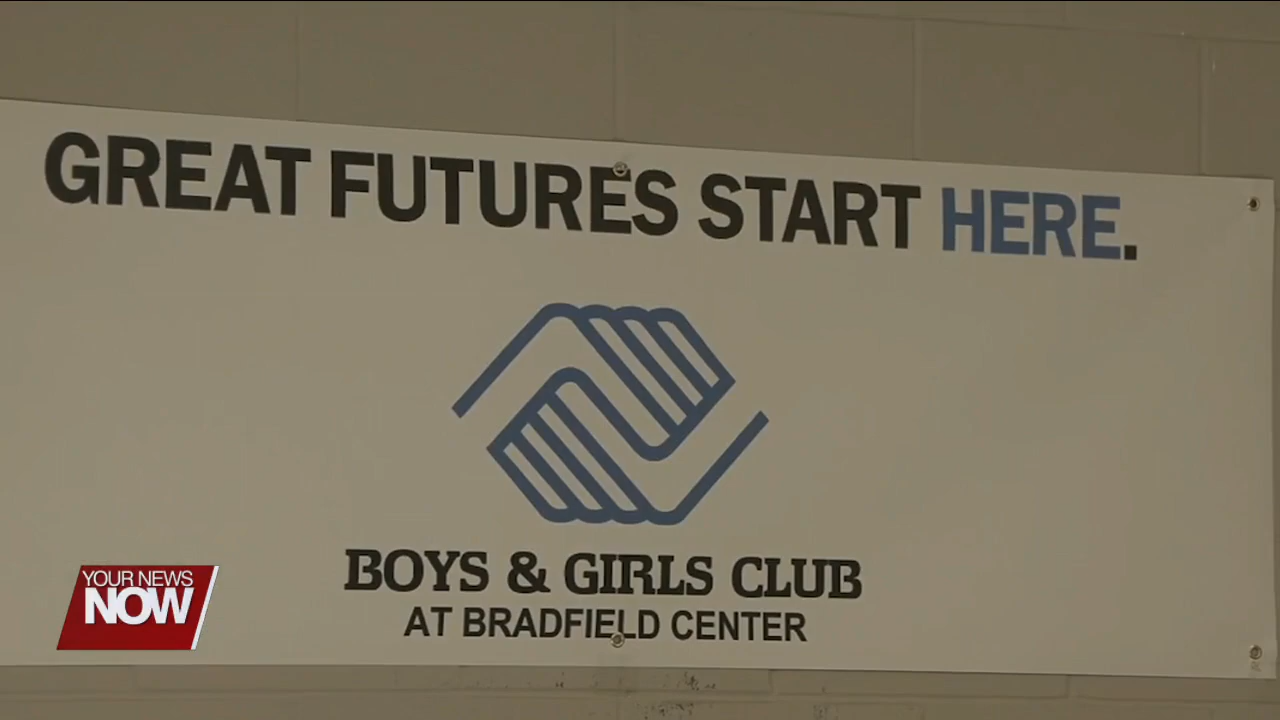 GREAT FUTURES START HERE.
BOYS & GIRLS CLUB
AT BRADFIELD CENTER
YOUR NEWS
NOW